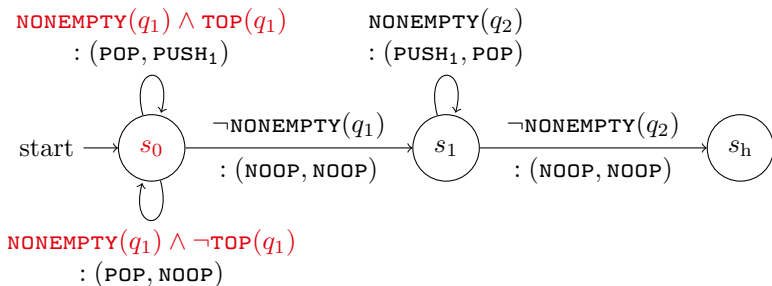 NONEMPTY(q₁) ∧ TOP(q₁)
: (POP, PUSH₁)
NONEMPTY(q₂)
: (PUSH₁, POP)
start
s₀
¬NONEMPTY(q₁)
: (NOOP, NOOP)
s₁
¬NONEMPTY(q₂)
: (NOOP, NOOP)
sₕ
NONEMPTY(q₁) ∧ ¬TOP(q₁)
: (POP, NOOP)